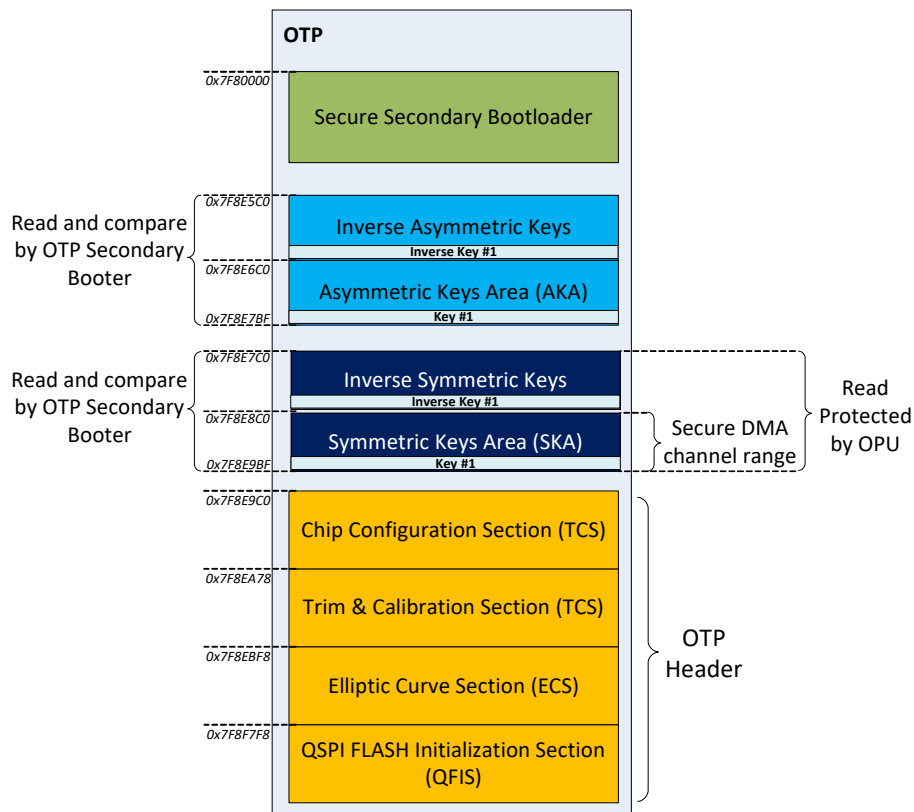 OTP
0x7F80000
Secure Secondary Bootloader
0x7F8E5C0
Read and compare
by OTP Secondary
Booter
Inverse Asymmetric Keys
Inverse Key #1
0x7F8E6C0
Asymmetric Keys Area (AKA)
Key #1
0x7F8E7BF
0x7F8E7C0
Read and compare
by OTP Secondary
Booter
Inverse Symmetric Keys
Inverse Key #1
0x7F8E8C0
Symmetric Keys Area (SKA)
Key #1
0x7F8E9BF
Secure DMA
channel range
Read
Protected
by OPU
0x7F8E9C0
Chip Configuration Section (TCS)
0x7F8EA78
Trim & Calibration Section (TCS)
0x7F8EBF8
Elliptic Curve Section (ECS)
0x7F8F7F8
QSPI FLASH Initialization Section
(QFIS)
OTP
Header